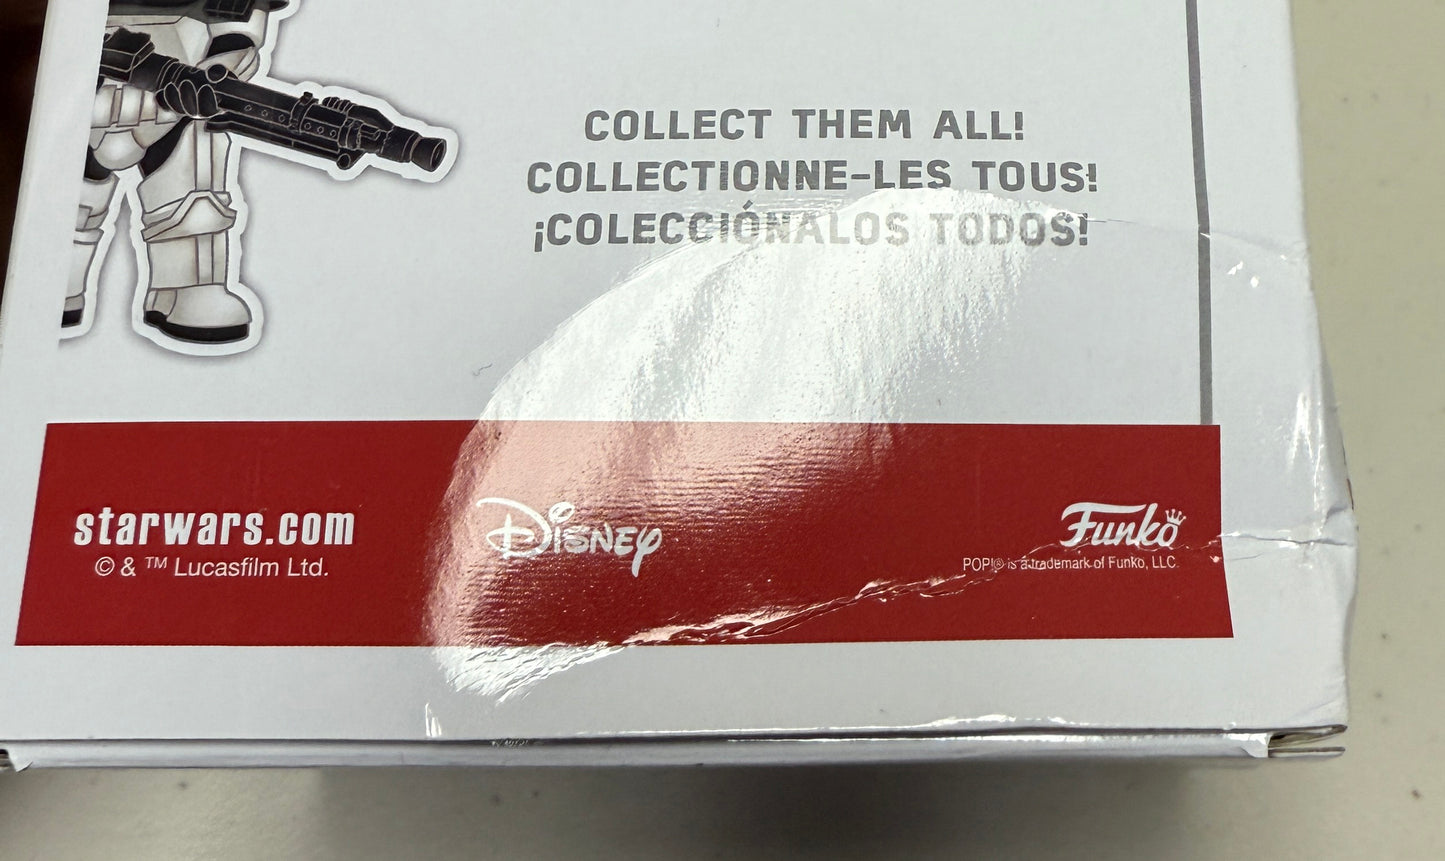 COLLECT THEM ALL!
COLLECTIONNE-LES TOUS!
¡COLECCIÓNALOS TODOS!
starwars.com
© & ™ Lucasfilm Ltd.
Disney
Funko
POP!® is a trademark of Funko, LLC.